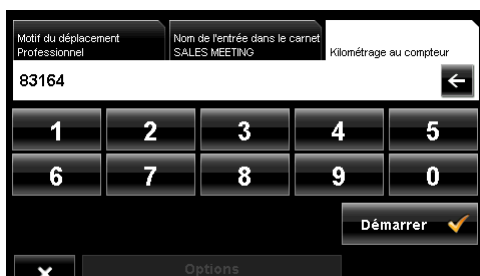 Motif du déplacement
Professionnel
Nom de l'entrée dans le carnet
SALES MEETING
Kilométrage au compteur
83164
1 2 3 4 5
6 7 8 9 0
Démarrer
Options